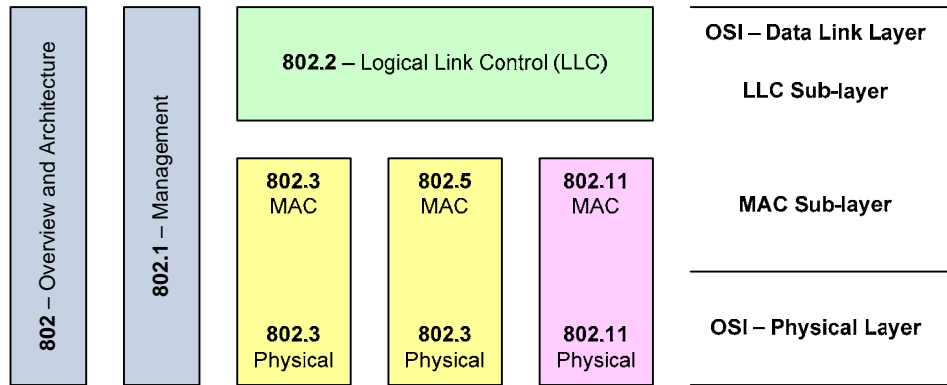 802 – Overview and Architecture
802.1 – Management
802.2 – Logical Link Control (LLC)
802.3
MAC
802.5
MAC
802.11
MAC
802.3
Physical
802.3
Physical
802.11
Physical
OSI – Data Link Layer
LLC Sub-layer
MAC Sub-layer
OSI – Physical Layer